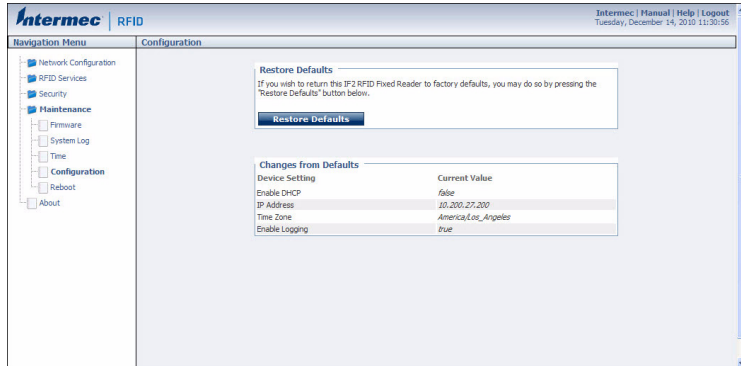 Intermec RFID
Intermec | Manual | Help | Logout
Tuesday, December 14, 2010 11:30:56
Navigation Menu
Configuration
Network Configuration
RFID Services
Security
Maintenance
Firmware
System Log
Time
Configuration
Reboot
About
Restore Defaults
If you wish to return this IF2 RFID Fixed Reader to factory defaults, you may do so by pressing the
"Restore Defaults" button below.
Restore Defaults
Changes from Defaults
Device Setting Current Value
Enable DHCP false
IP Address 10.200.27.200
Time Zone America/Los_Angeles
Enable Logging true